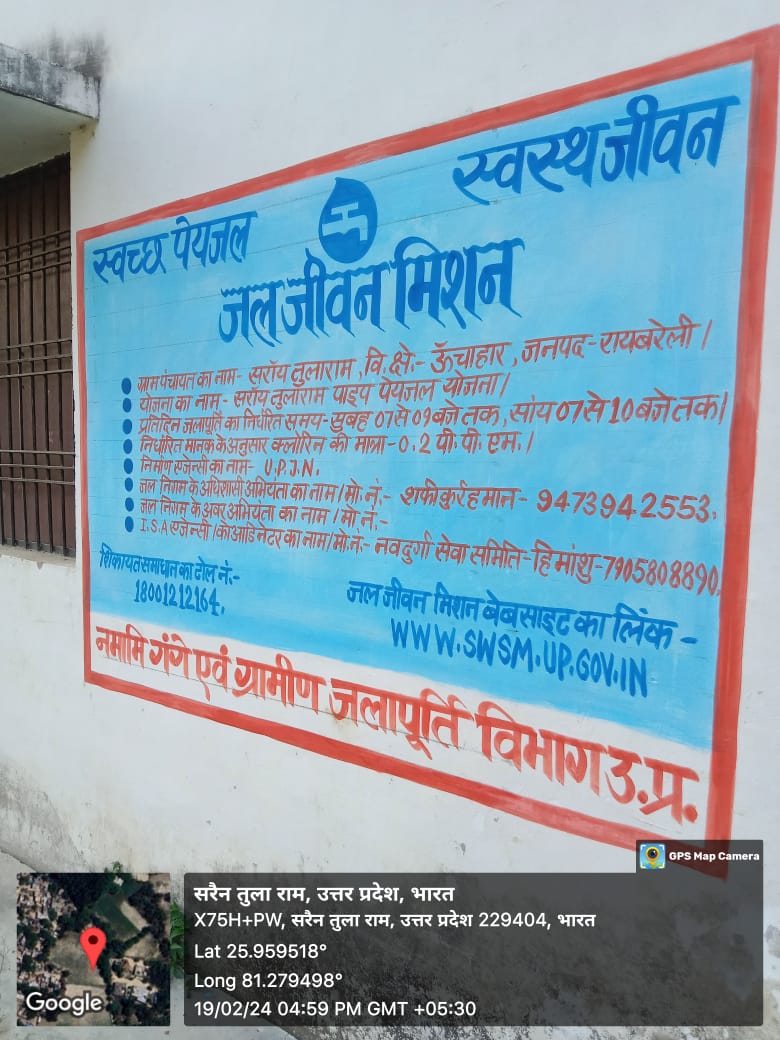 स्वच्छ पेयजल
स्वस्थ जीवन
जल जीवन मिशन
ग्राम पंचायत का नाम- सरॉय तुलाराम, वि.क्षे.- ऊँचाहार, जनपद- रायबरेली।
योजना का नाम- सरॉय तुलाराम पाइप पेयजल योजना।
प्रतिदिन जलापूर्ति का निर्धारित समय- सुबह 07 से 09 बजे तक, सांय 07 से 10 बजे तक।
निर्धारित मानक के अनुसार क्लोरिन की मात्रा- 0.2 पी. पी. एम.।
निर्माण एजेन्सी का नाम- U.P.J.N.
जल निगम के अधिशासी अभियंता का नाम / मो. नं.- शफीकुर्रहमान- 9473942553.
जल निगम के अवर अभियंता का नाम / मो. नं.-
I.S.A एजेन्सी / कोआडिनेटर का नाम / मो.नं.- नवदुर्गा सेवा समिति- हिमांशु- 7905808890.
शिकायत समाधान का टोल नं:-
18001212164.
जल जीवन मिशन बेबसाइट का लिंक -
WWW.SWSM.UP.GOV.IN
नमामि गंगे एवं ग्रामीण जलापूर्ति विभाग उ.प्र.
GPS Map Camera
सरैन तुला राम, उत्तर प्रदेश, भारत
X75H+PW, सरैन तुला राम, उत्तर प्रदेश 229404, भारत
Lat 25.959518°
Long 81.279498°
19/02/24 04:59 PM GMT +05:30
Google